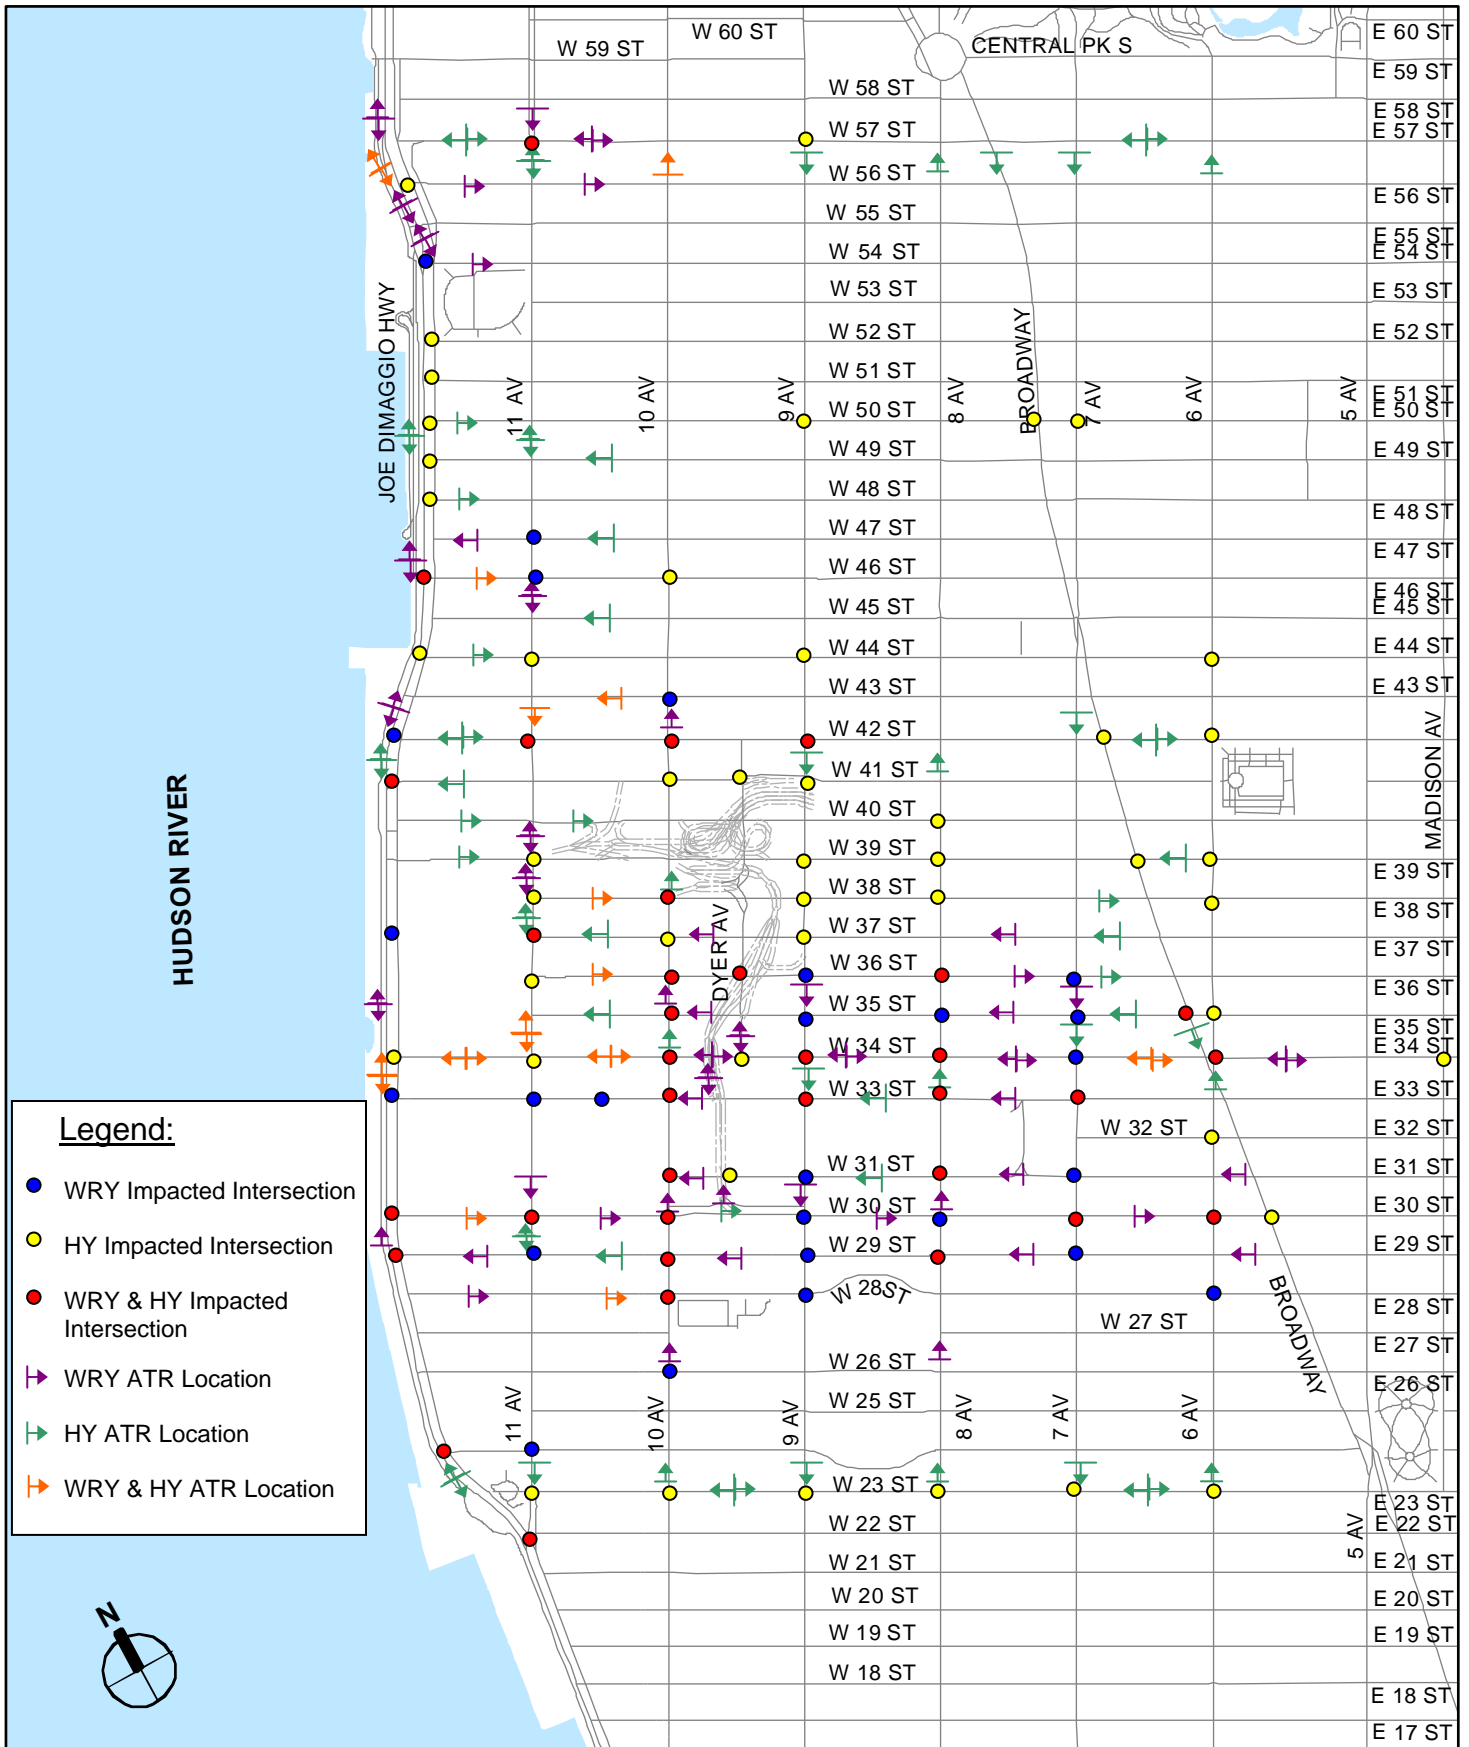 W 60 ST
E 60 ST
W 59 ST
CENTRAL PK S
E 59 ST
W 58 ST
E 58 ST
W 57 ST
E 57 ST
W 56 ST
E 56 ST
W 55 ST
E 55 ST
W 54 ST
E 54 ST
W 53 ST
E 53 ST
W 52 ST
E 52 ST
JOE DIMAGGIO HWY
BROADWAY
W 51 ST
E 51 ST
11 AV
10 AV
9 AV
8 AV
7 AV
6 AV
5 AV
W 50 ST
E 50 ST
W 49 ST
E 49 ST
W 48 ST
E 48 ST
W 47 ST
E 47 ST
W 46 ST
E 46 ST
W 45 ST
E 45 ST
W 44 ST
E 44 ST
W 43 ST
E 43 ST
W 42 ST
MADISON AV
W 41 ST
W 40 ST
HUDSON RIVER
W 39 ST
E 39 ST
W 38 ST
E 38 ST
DYER AV
W 37 ST
E 37 ST
W 36 ST
E 36 ST
W 35 ST
E 35 ST
W 34 ST
E 34 ST
W 33 ST
E 33 ST
W 32 ST
E 32 ST
W 31 ST
E 31 ST
W 30 ST
E 30 ST
W 29 ST
E 29 ST
W 28 ST
E 28 ST
BROADWAY
W 27 ST
E 27 ST
W 26 ST
E 26 ST
W 25 ST
11 AV
10 AV
9 AV
8 AV
7 AV
6 AV
W 23 ST
E 23 ST
W 22 ST
E 22 ST
5 AV
W 21 ST
E 21 ST
W 20 ST
E 20 ST
W 19 ST
E 19 ST
W 18 ST
E 18 ST
E 17 ST
Legend:
WRY Impacted Intersection
HY Impacted Intersection
WRY & HY Impacted
Intersection
WRY ATR Location
HY ATR Location
WRY & HY ATR Location
N